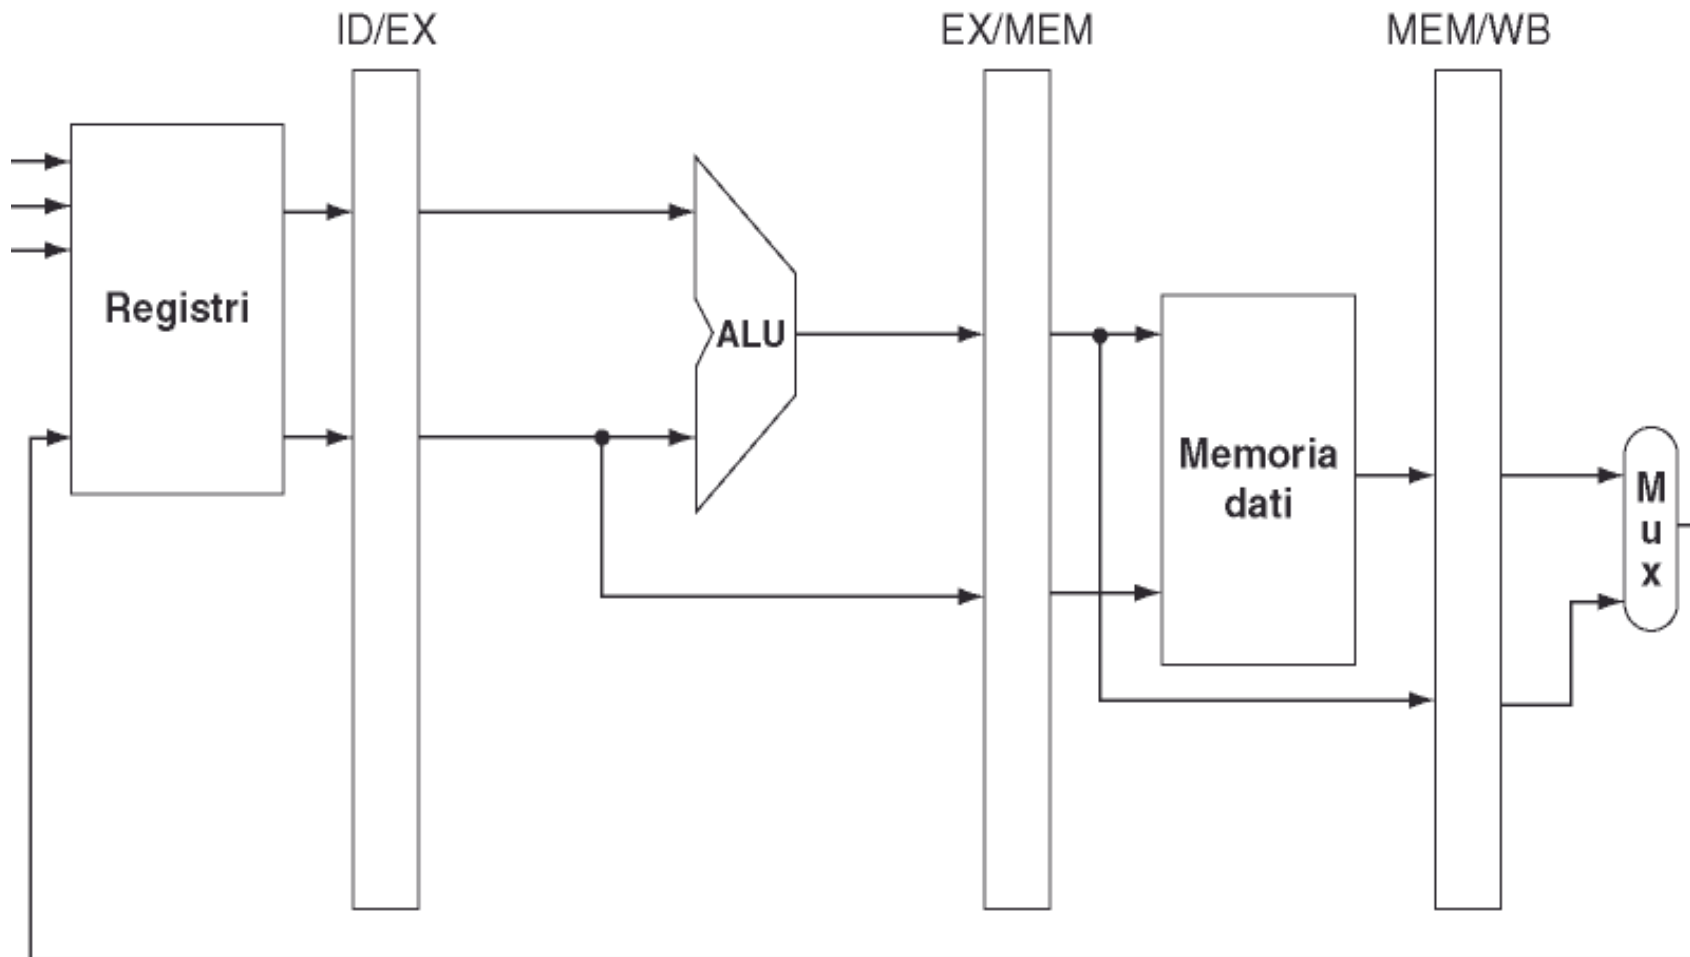 ID/EX
EX/MEM
MEM/WB
Registri
ALU
Memoria
dati
M
u
x